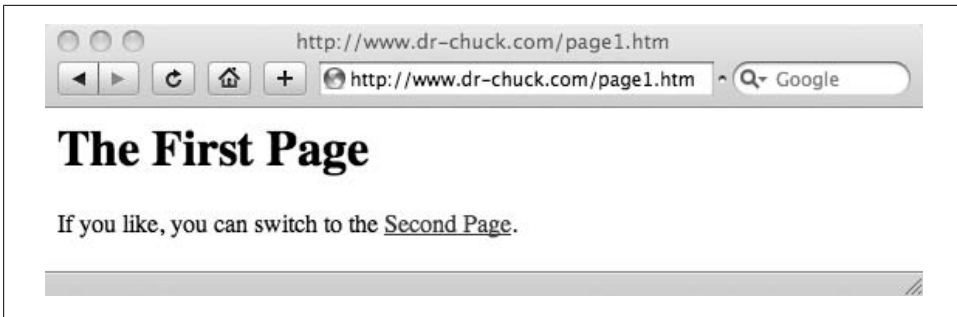 http://www.dr-chuck.com/page1.htm
http://www.dr-chuck.com/page1.htm Google
The First Page
If you like, you can switch to the Second Page.